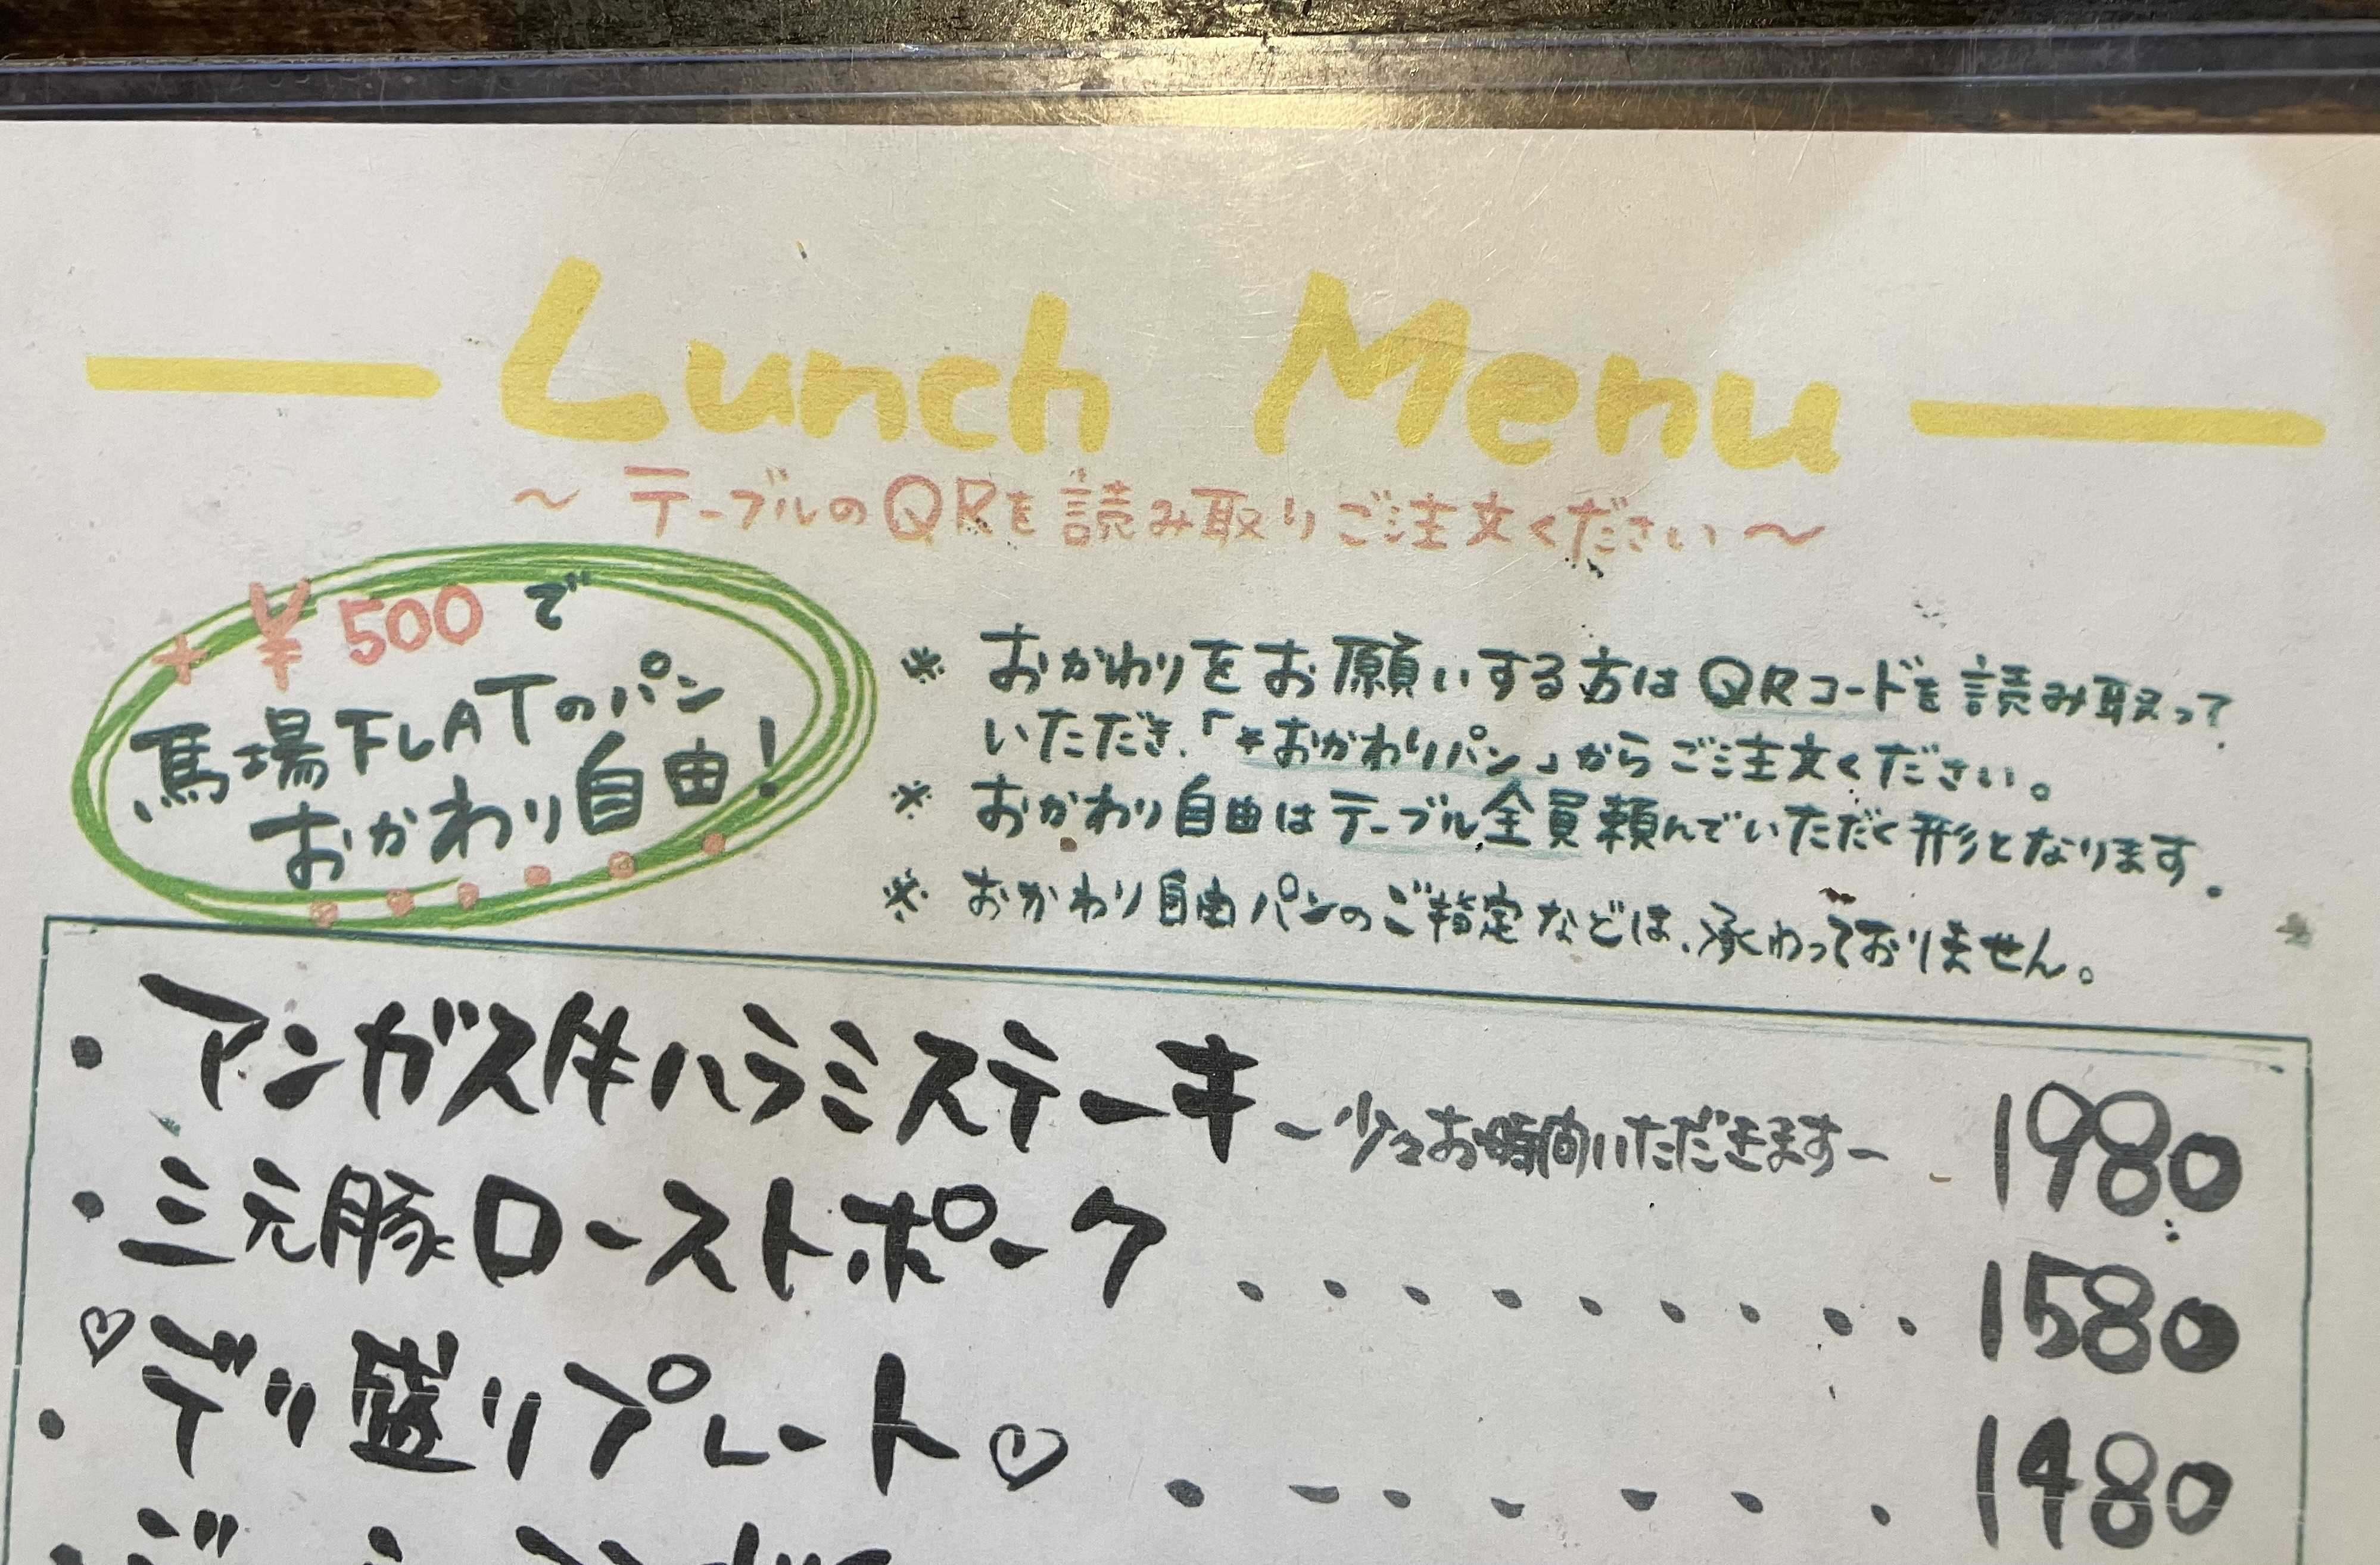 Lunch Menu
～ テーブルのQRを読み取りご注文ください ～
+ ¥500 で
馬場FLATのパン
おかわり自由!
※ おかわりをお願いする方はQRコードを読み取って
いただき、「*おかわりパン」からご注文ください。
※ おかわり自由はテーブル全員頼んでいただく形となります。
※ おかわり自由パンのご指定などは、承わっておりません。
・アンガス牛ハラミステーキ -少々お時間いただきます- 1980
・三元豚ローストポーク ・・・・・・・・・ 1580
・♡デリ盛りプレート♡ ・・・・・・・ 1480